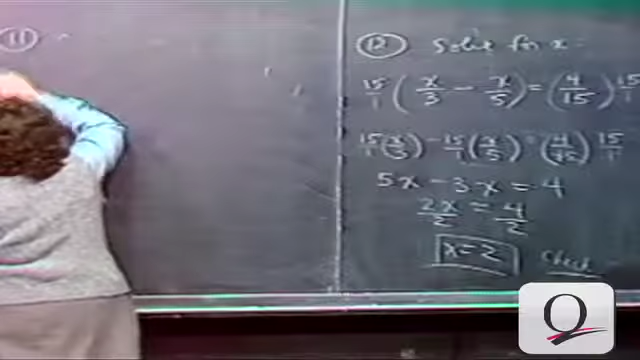 11
12 Solve for x:
15/1 ( x/3 - x/5 ) = ( 4/15 ) 15/1
15/1 ( x/3 ) - 15/1 ( x/5 ) = ( 4/15 ) 15/1
5x - 3x = 4
2x/2 = 4/2
x = 2 Check
Q